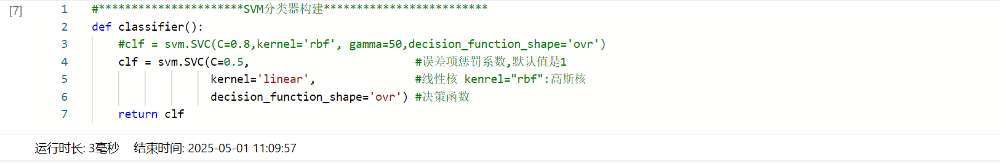 [7]
1 #**********************SVM分类器构建*************************
2 def classifier():
3 #clf = svm.SVC(C=0.8,kernel='rbf', gamma=50,decision_function_shape='ovr')
4 clf = svm.SVC(C=0.5, #误差项惩罚系数,默认值是1
5 kernel='linear', #线性核 kenrel="rbf":高斯核
6 decision_function_shape='ovr') #决策函数
7 return clf
运行时长: 3毫秒 结束时间: 2025-05-01 11:09:57